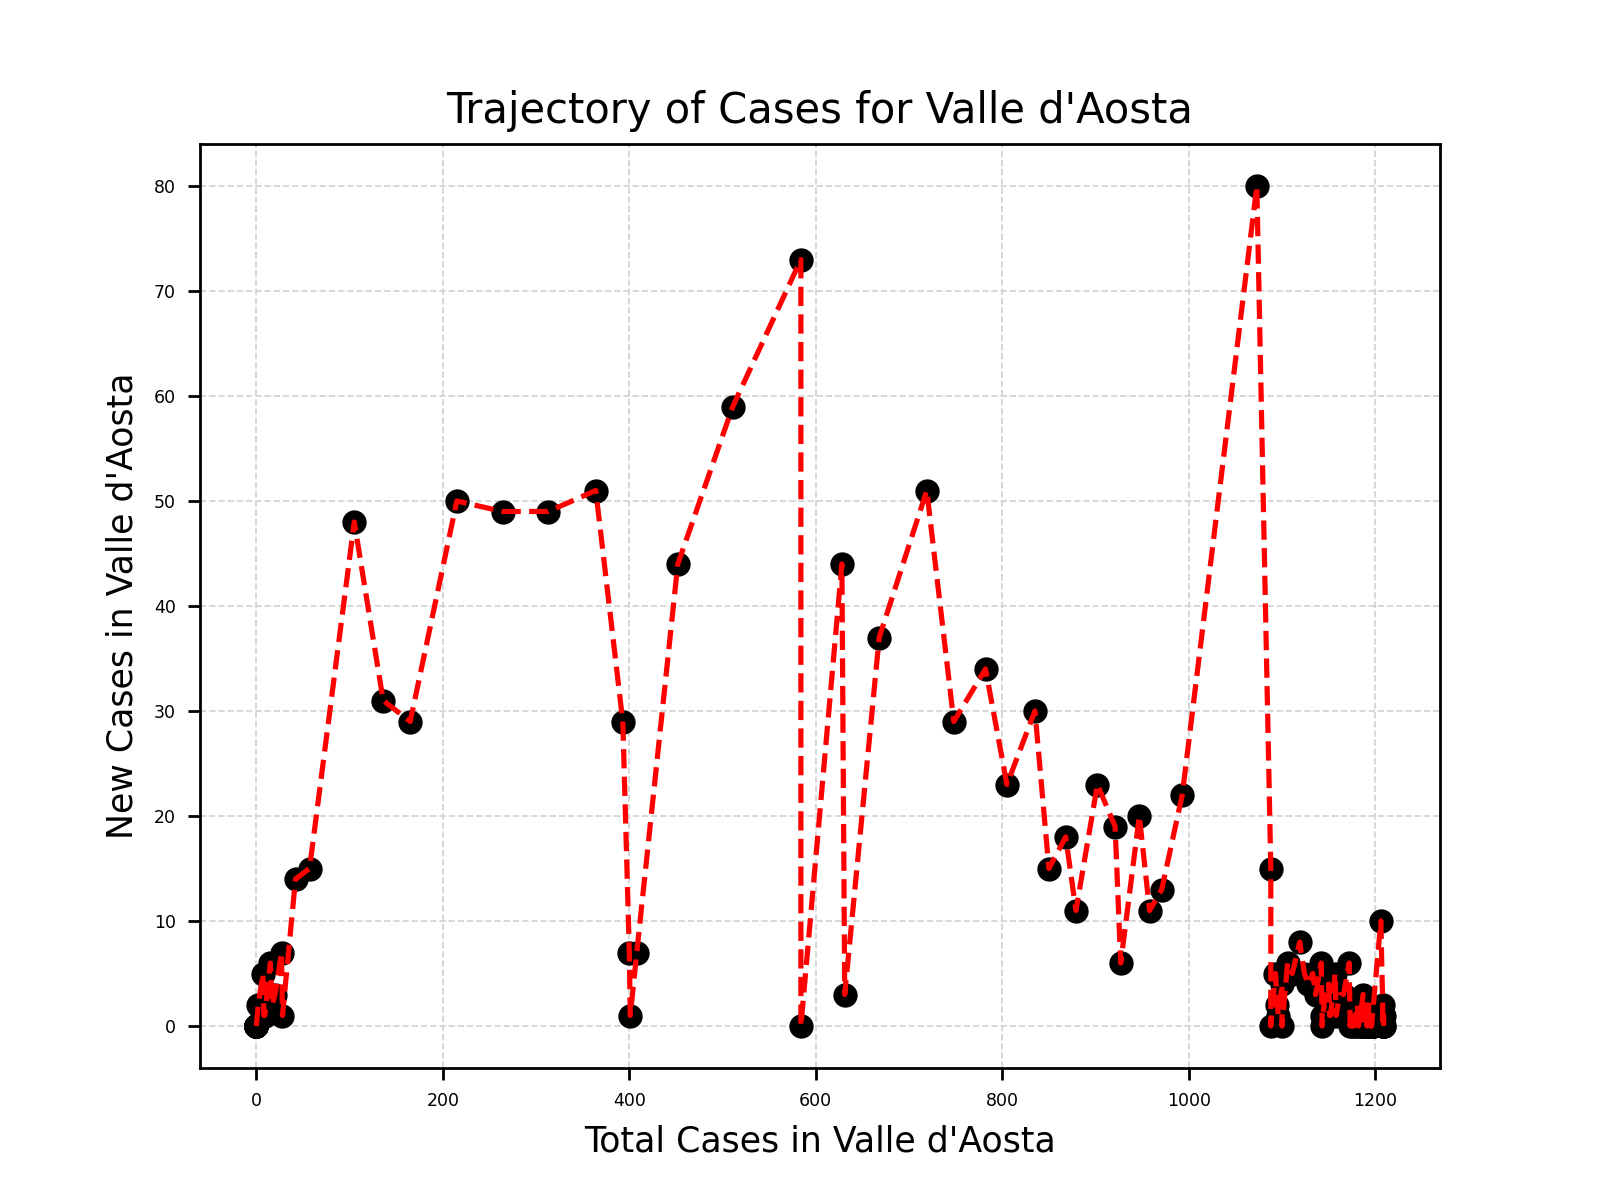 Trajectory of Cases for Valle d'Aosta
New Cases in Valle d'Aosta
80
70
60
50
40
30
20
10
0
0 200 400 600 800 1000 1200
Total Cases in Valle d'Aosta